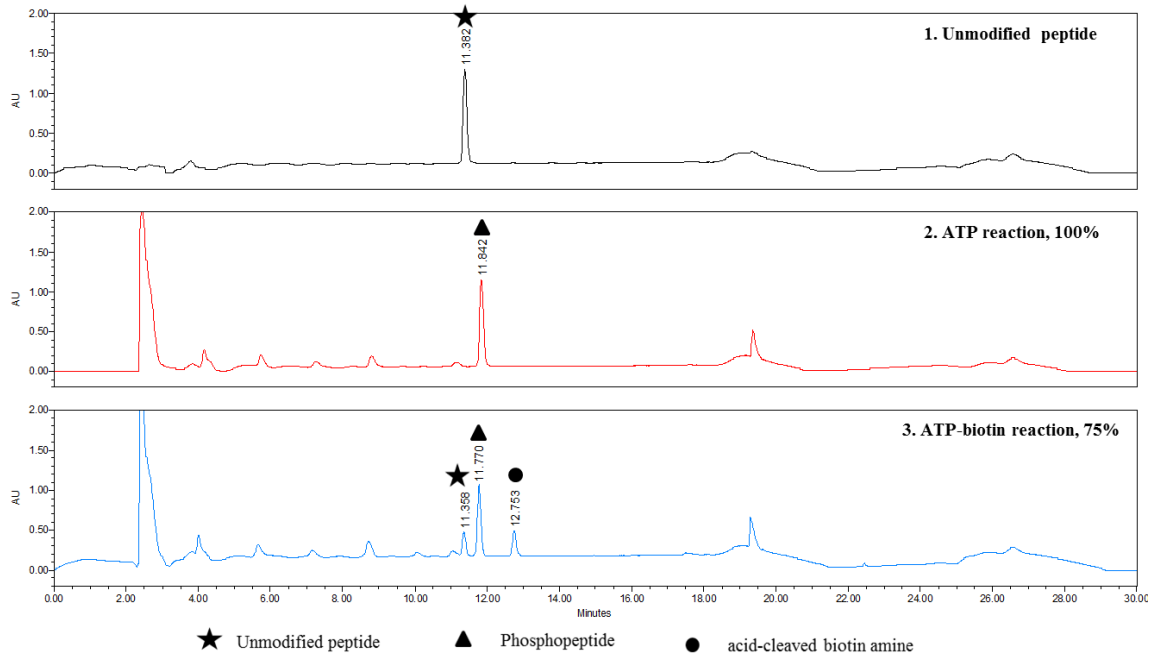 2.00
1.50
1.00
0.50
0.00
AU
11.382
1. Unmodified peptide
2.00
1.50
1.00
0.50
0.00
AU
11.842
2. ATP reaction, 100%
2.00
1.50
1.00
0.50
0.00
AU
11.358
11.770
12.753
3. ATP-biotin reaction, 75%
0.00 2.00 4.00 6.00 8.00 10.00 12.00 14.00 16.00 18.00 20.00 22.00 24.00 26.00 28.00 30.00
Minutes
Unmodified peptide Phosphopeptide acid-cleaved biotin amine